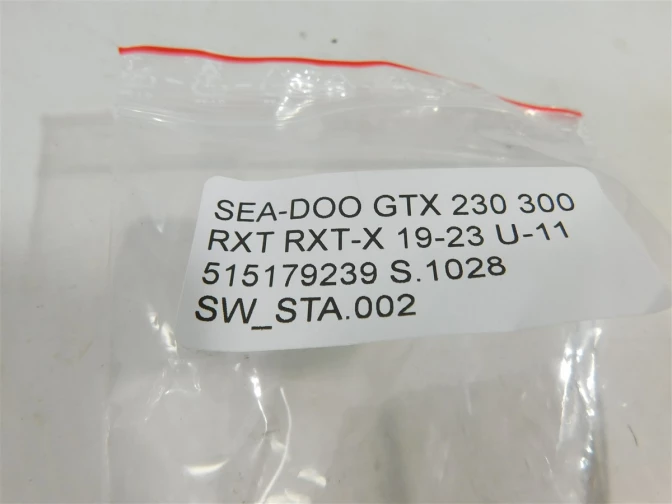 SEA-DOO GTX 230 300
RXT RXT-X 19-23 U-11
515179239 S.1028
SW_STA.002